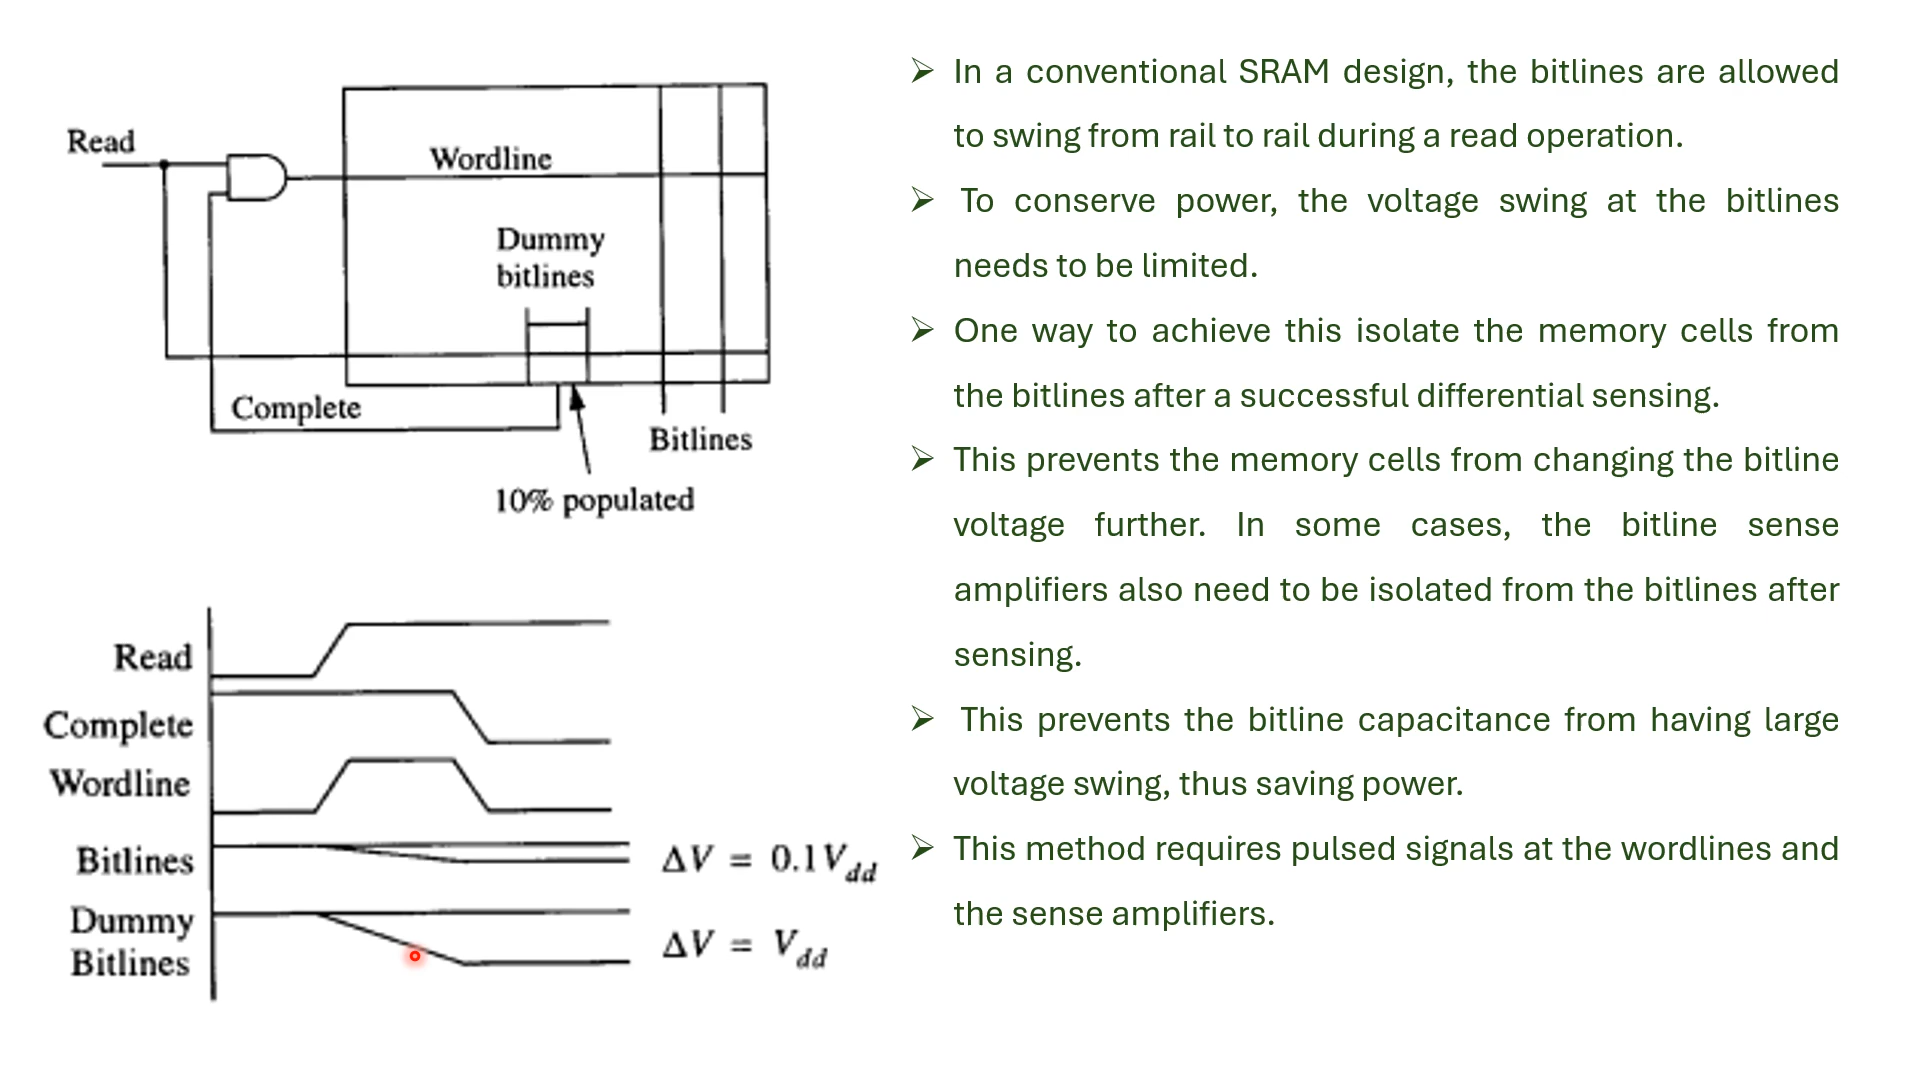 Read
Wordline
Dummy
bitlines
Complete
Bitlines
10% populated
Read
Complete
Wordline
Bitlines
ΔV = 0.1V_dd
Dummy
Bitlines
ΔV = V_dd
➢ In a conventional SRAM design, the bitlines are allowed
to swing from rail to rail during a read operation.
➢ To conserve power, the voltage swing at the bitlines
needs to be limited.
➢ One way to achieve this isolate the memory cells from
the bitlines after a successful differential sensing.
➢ This prevents the memory cells from changing the bitline
voltage further. In some cases, the bitline sense
amplifiers also need to be isolated from the bitlines after
sensing.
➢ This prevents the bitline capacitance from having large
voltage swing, thus saving power.
➢ This method requires pulsed signals at the wordlines and
the sense amplifiers.